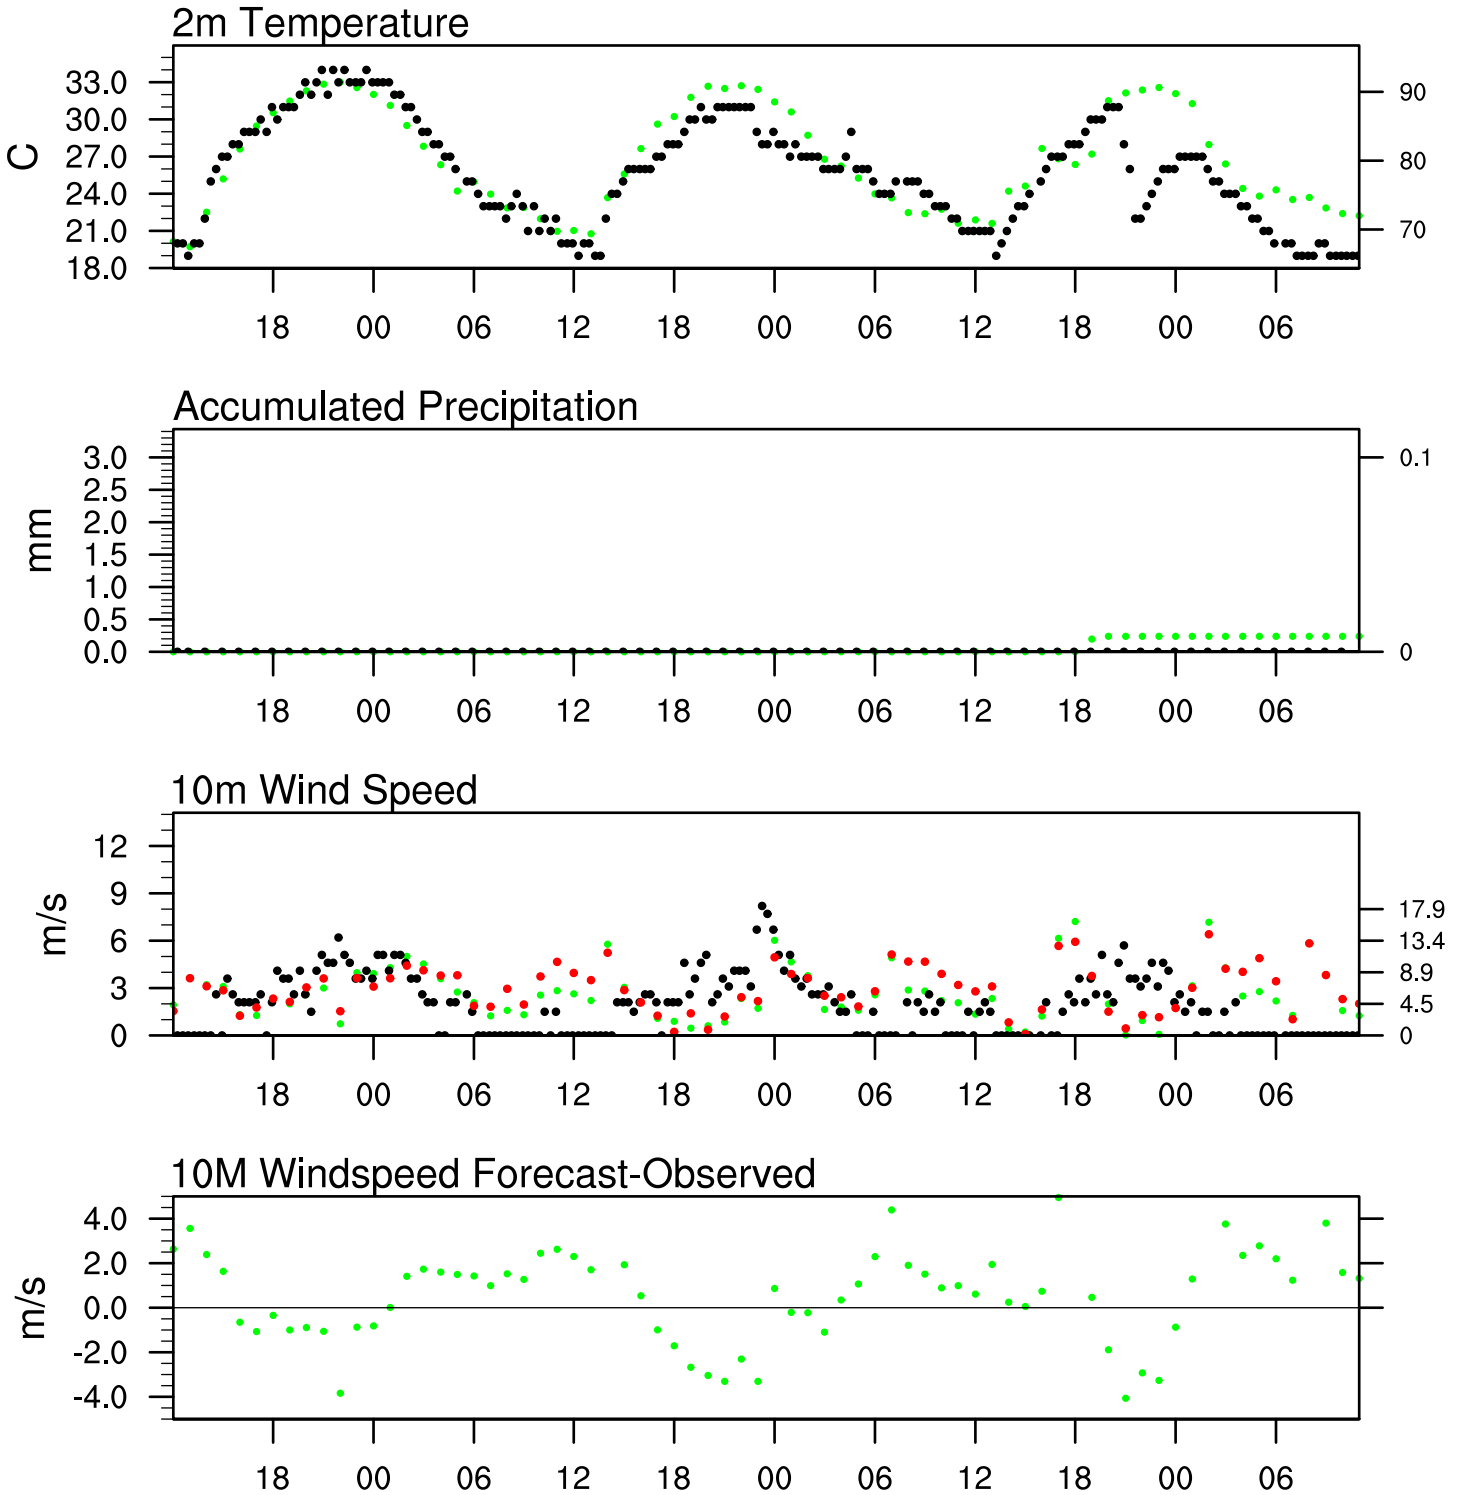 2m Temperature
C
33.0
30.0
27.0
24.0
21.0
18.0
90
80
70
18 00 06 12 18 00 06 12 18 00 06
Accumulated Precipitation
mm
3.0
2.5
2.0
1.5
1.0
0.5
0.0
0.1
0
18 00 06 12 18 00 06 12 18 00 06
10m Wind Speed
m/s
12
9
6
3
0
17.9
13.4
8.9
4.5
0
18 00 06 12 18 00 06 12 18 00 06
10M Windspeed Forecast-Observed
m/s
4.0
2.0
0.0
-2.0
-4.0
18 00 06 12 18 00 06 12 18 00 06